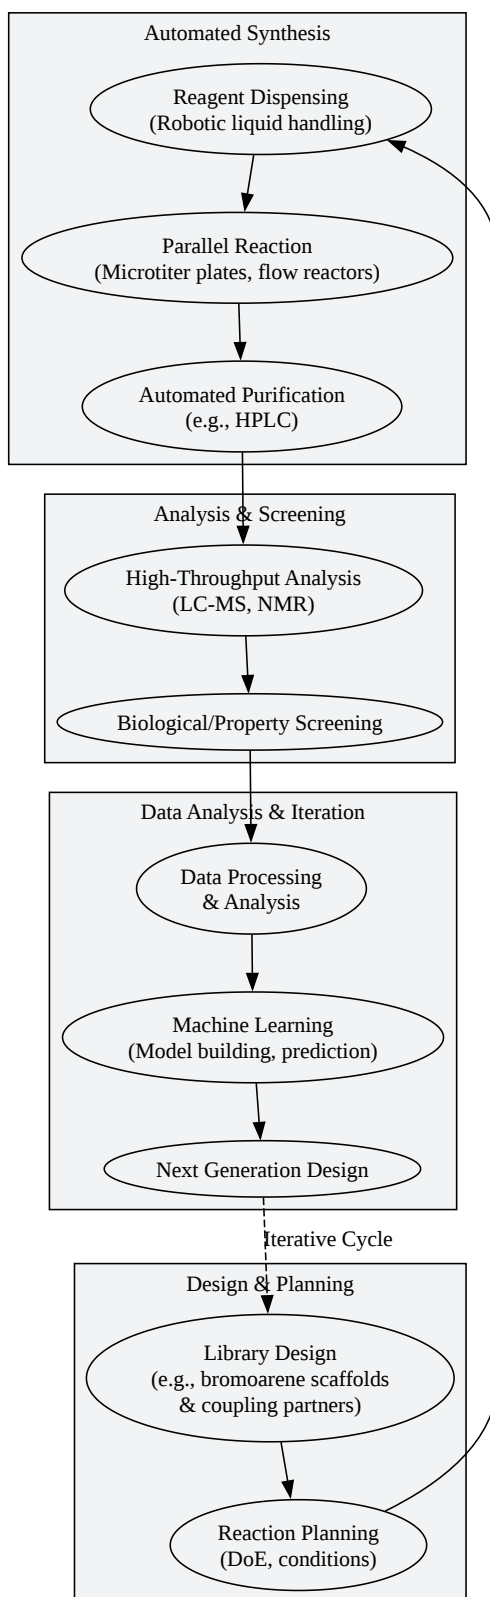 Automated Synthesis
Reagent Dispensing
(Robotic liquid handling)
Parallel Reaction
(Microtiter plates, flow reactors)
Automated Purification
(e.g., HPLC)
Analysis & Screening
High-Throughput Analysis
(LC-MS, NMR)
Biological/Property Screening
Data Analysis & Iteration
Data Processing
& Analysis
Machine Learning
(Model building, prediction)
Next Generation Design
Iterative Cycle
Design & Planning
Library Design
(e.g., bromoarene scaffolds
& coupling partners)
Reaction Planning
(DoE, conditions)